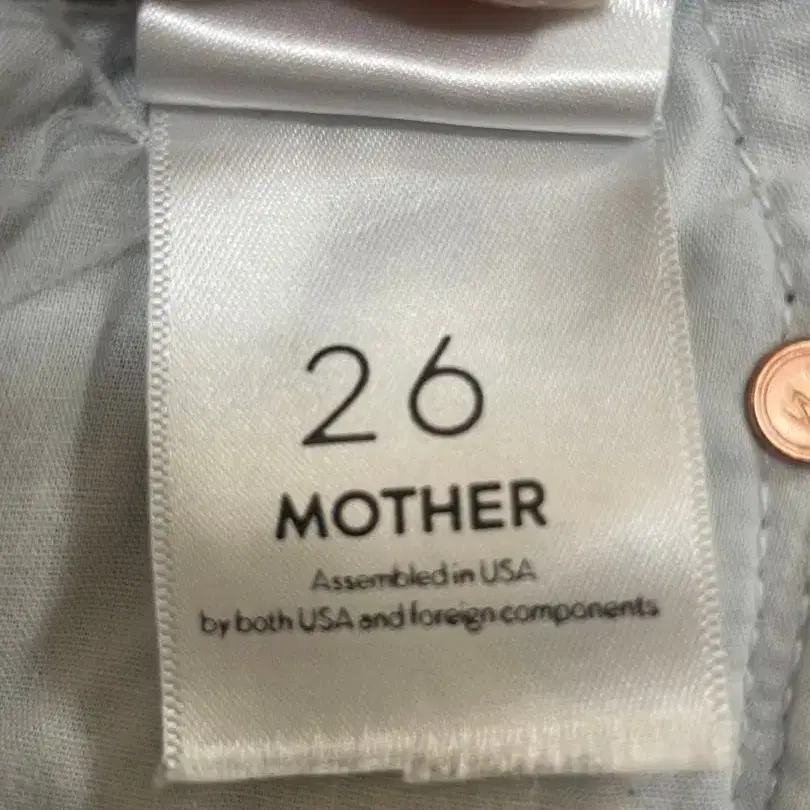 26
MOTHER
Assembled in USA
by both USA and foreign components